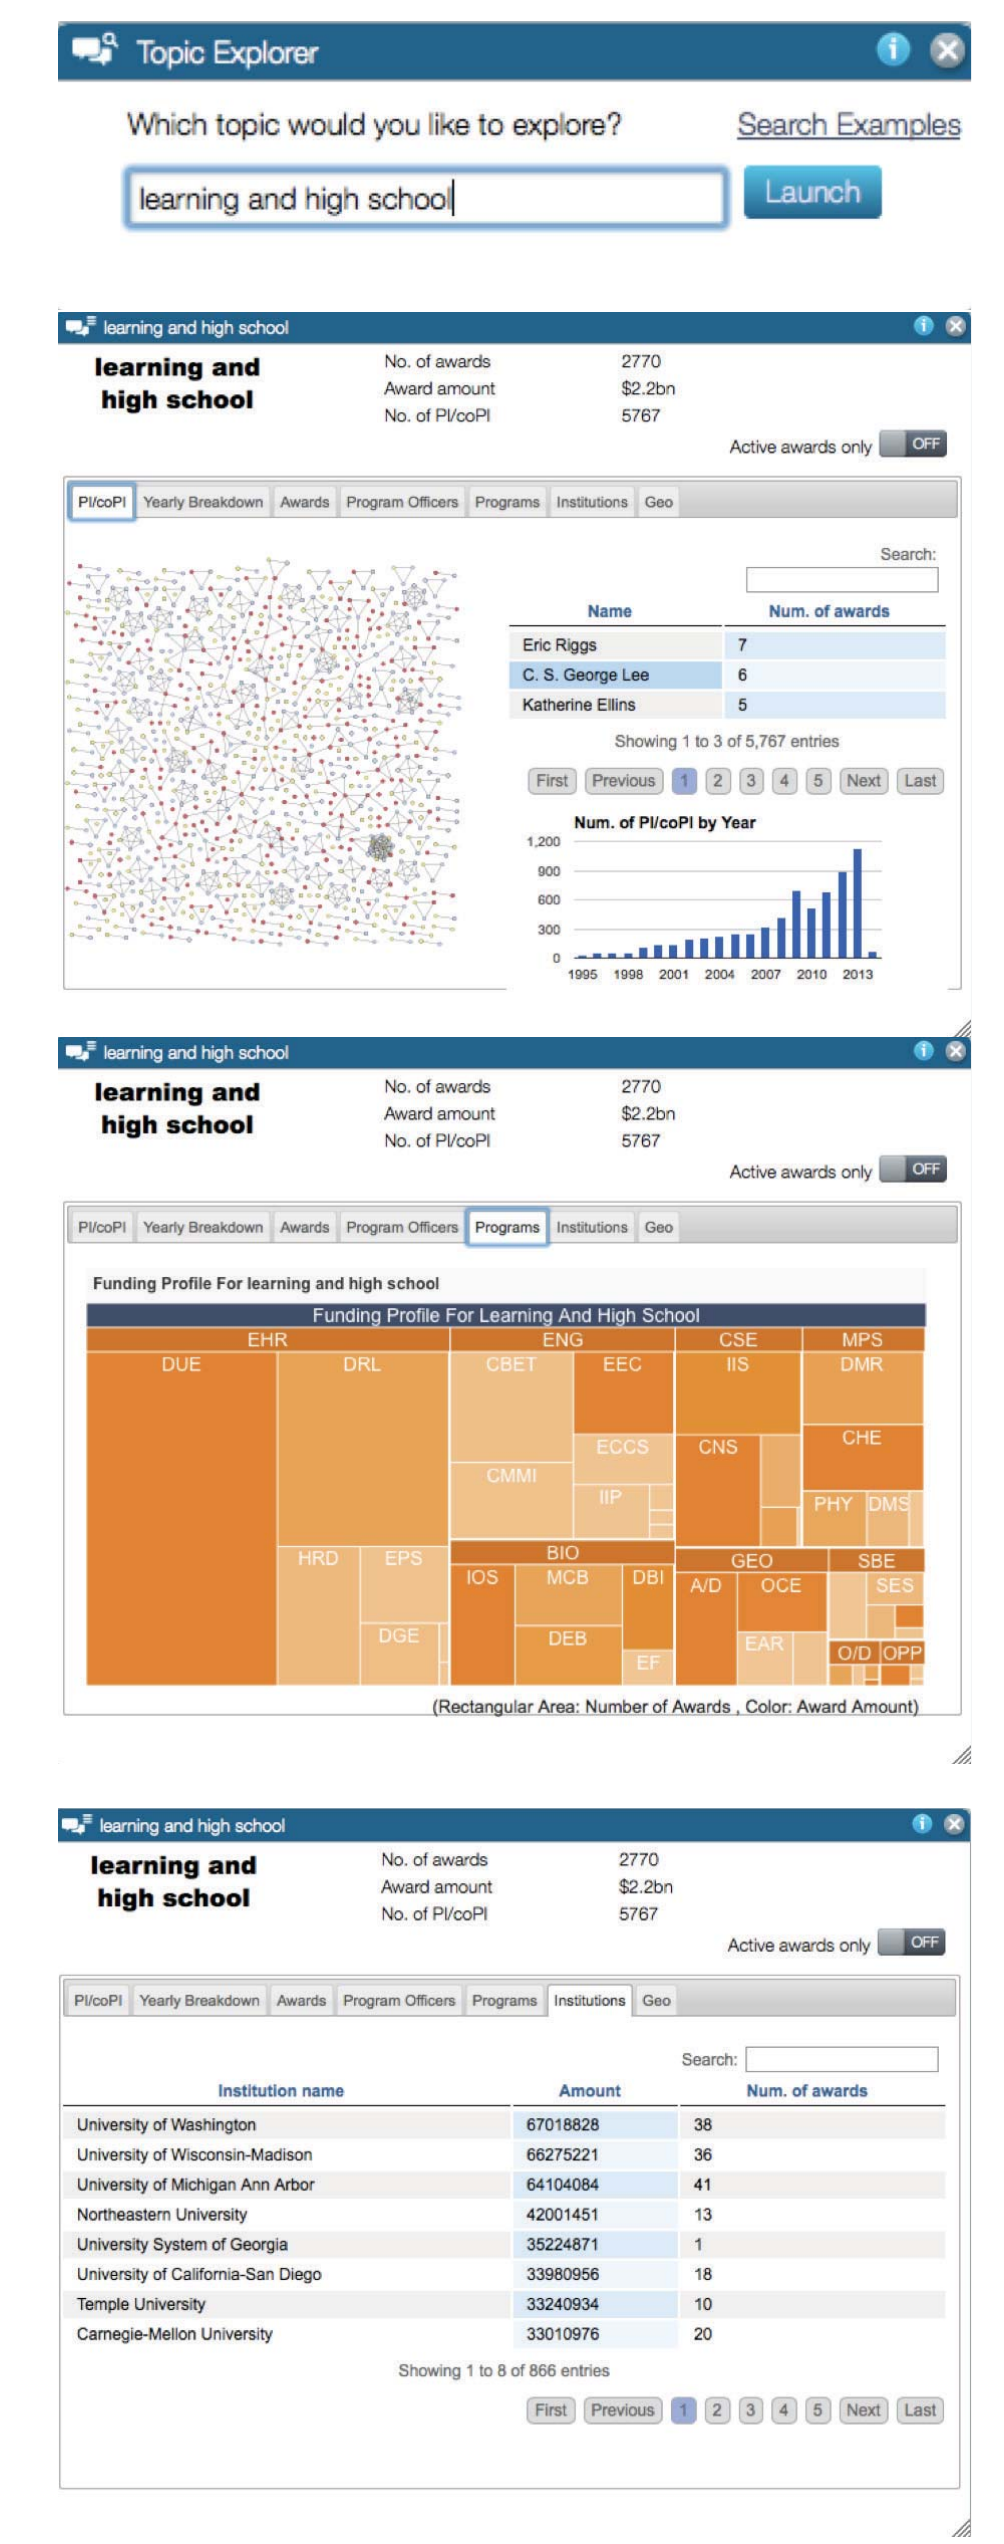 Topic Explorer
Which topic would you like to explore? Search Examples
learning and high school Launch
learning and high school
learning and
high school
No. of awards 2770
Award amount $2.2bn
No. of PI/coPI 5767
Active awards only OFF
PI/coPI Yearly Breakdown Awards Program Officers Programs Institutions Geo
Search:
Name Num. of awards
Eric Riggs 7
C. S. George Lee 6
Katherine Ellins 5
Showing 1 to 3 of 5,767 entries
First Previous 1 2 3 4 5 Next Last
Num. of PI/coPI by Year
1,200
900
600
300
0
1995 1998 2001 2004 2007 2010 2013
learning and high school
learning and
high school
No. of awards 2770
Award amount $2.2bn
No. of PI/coPI 5767
Active awards only OFF
PI/coPI Yearly Breakdown Awards Program Officers Programs Institutions Geo
Funding Profile For learning and high school
Funding Profile For Learning And High School
EHR ENG CSE MPS
DUE DRL CBET EEC IIS DMR
CHE
ECCS CNS
CMMI
IIP PHY DMS
HRD EPS BIO GEO SBE
IOS MCB DBI A/D OCE SES
DGE DEB EAR
EF O/D OPP
(Rectangular Area: Number of Awards , Color: Award Amount)
learning and high school
learning and
high school
No. of awards 2770
Award amount $2.2bn
No. of PI/coPI 5767
Active awards only OFF
PI/coPI Yearly Breakdown Awards Program Officers Programs Institutions Geo
Search:
Institution name Amount Num. of awards
University of Washington 67018828 38
University of Wisconsin-Madison 66275221 36
University of Michigan Ann Arbor 64104084 41
Northeastern University 42001451 13
University System of Georgia 35224871 1
University of California-San Diego 33980956 18
Temple University 33240934 10
Carnegie-Mellon University 33010976 20
Showing 1 to 8 of 866 entries
First Previous 1 2 3 4 5 Next Last